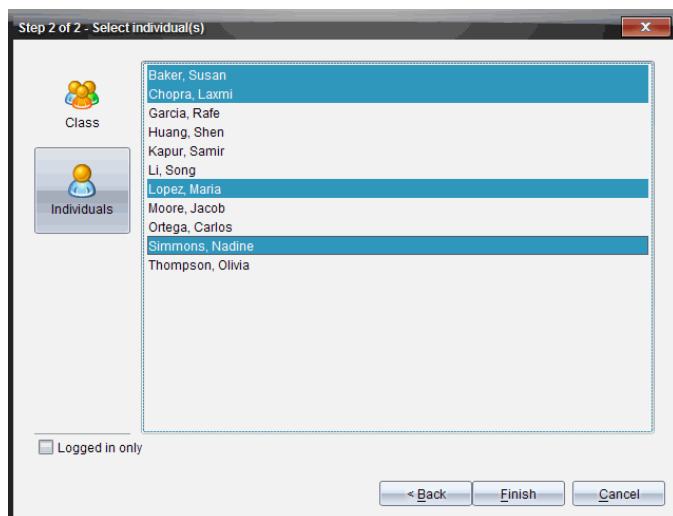 Step 2 of 2 - Select individual(s)
Class
Individuals
Baker, Susan
Chopra, Laxmi
Garcia, Rafe
Huang, Shen
Kapur, Samir
Li, Song
Lopez, Maria
Moore, Jacob
Ortega, Carlos
Simmons, Nadine
Thompson, Olivia
Logged in only
< Back
Finish
Cancel